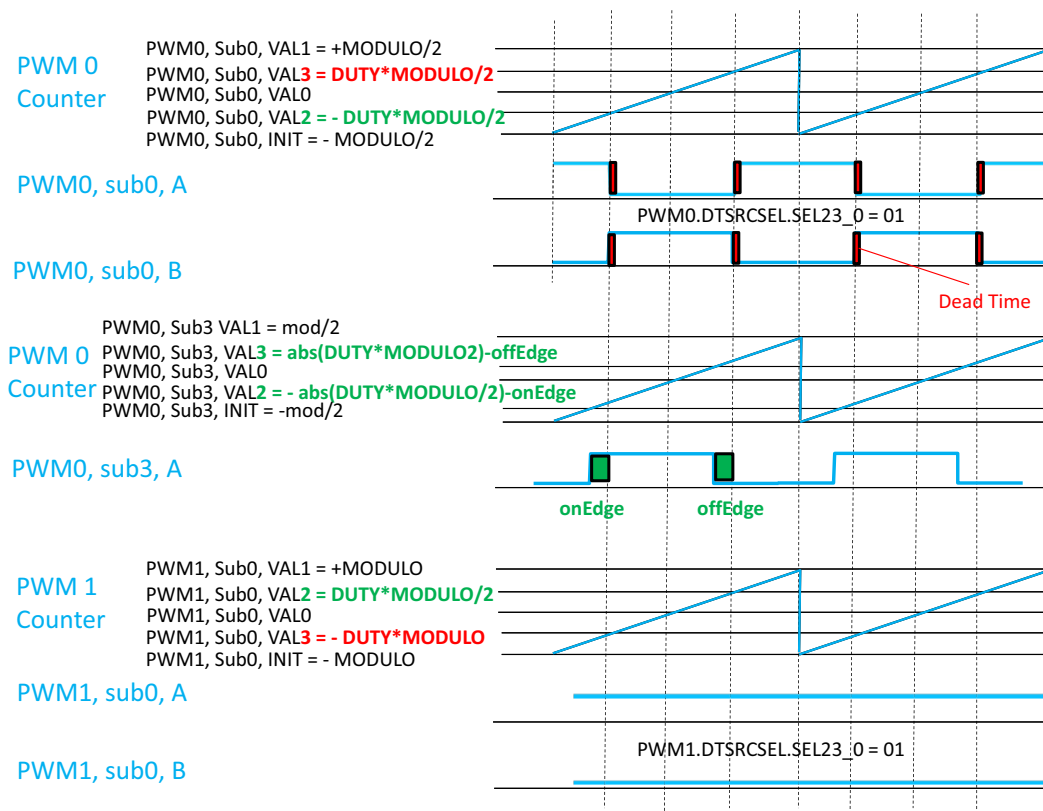 PWM 0
Counter
PWM0, Sub0, VAL1 = +MODULO/2
PWM0, Sub0, VAL3 = DUTY*MODULO/2
PWM0, Sub0, VAL0
PWM0, Sub0, VAL2 = - DUTY*MODULO/2
PWM0, Sub0, INIT = - MODULO/2
PWM0, sub0, A
PWM0.DTSRCSEL.SEL23_0 = 01
PWM0, sub0, B
Dead Time
PWM 0
Counter
PWM0, Sub3 VAL1 = mod/2
PWM0, Sub3, VAL3 = abs(DUTY*MODULO2)-offEdge
PWM0, Sub3, VAL0
PWM0, Sub3, VAL2 = - abs(DUTY*MODULO/2)-onEdge
PWM0, Sub3, INIT = -mod/2
PWM0, sub3, A
onEdge
offEdge
PWM 1
Counter
PWM1, Sub0, VAL1 = +MODULO
PWM1, Sub0, VAL2 = DUTY*MODULO/2
PWM1, Sub0, VAL0
PWM1, Sub0, VAL3 = - DUTY*MODULO
PWM1, Sub0, INIT = - MODULO
PWM1, sub0, A
PWM1.DTSRCSEL.SEL23_0 = 01
PWM1, sub0, B